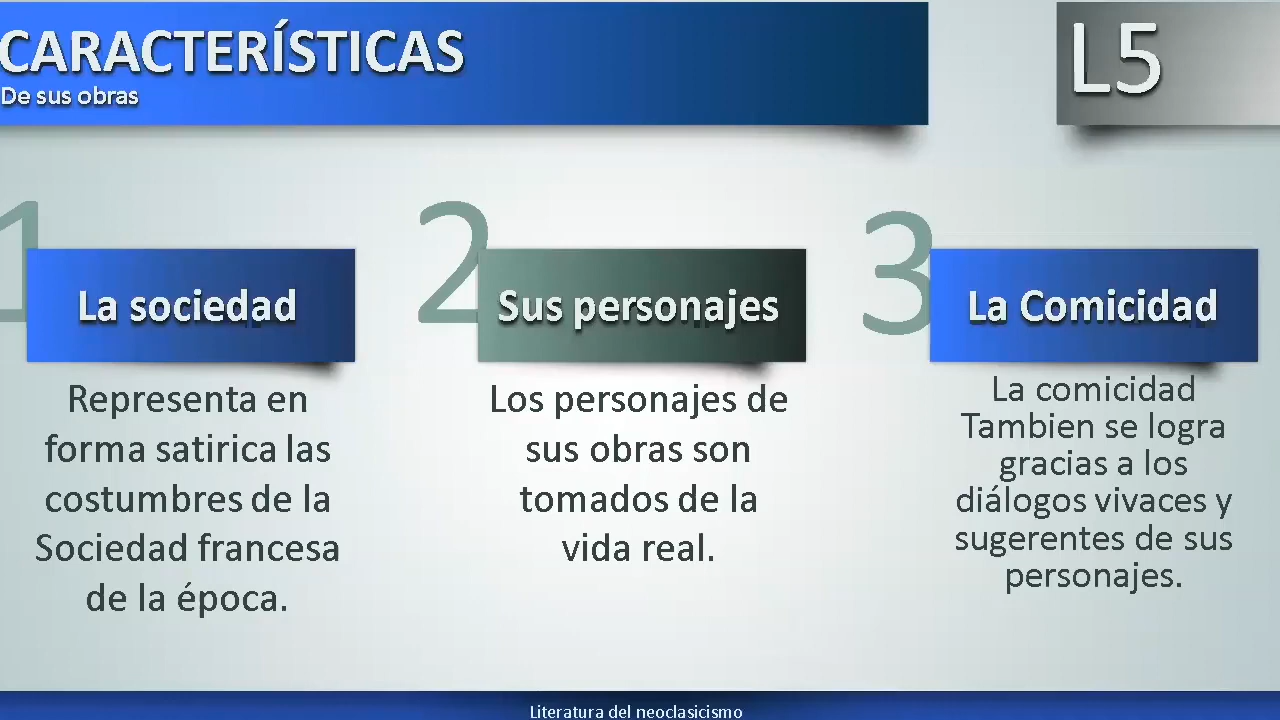 CARACTERÍSTICAS
De sus obras
L5
1
La sociedad
Representa en
forma satirica las
costumbres de la
Sociedad francesa
de la época.
2
Sus personajes
Los personajes de
sus obras son
tomados de la
vida real.
3
La Comicidad
La comicidad
Tambien se logra
gracias a los
diálogos vivaces y
sugerentes de sus
personajes.
Literatura del neoclasicismo